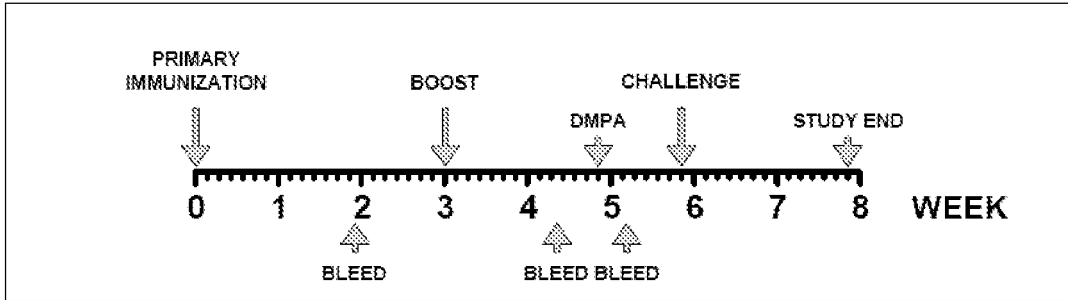 PRIMARY
IMMUNIZATION
BOOST
CHALLENGE
DMPA
STUDY END
0 1 2 3 4 5 6 7 8 WEEK
BLEED
BLEED BLEED